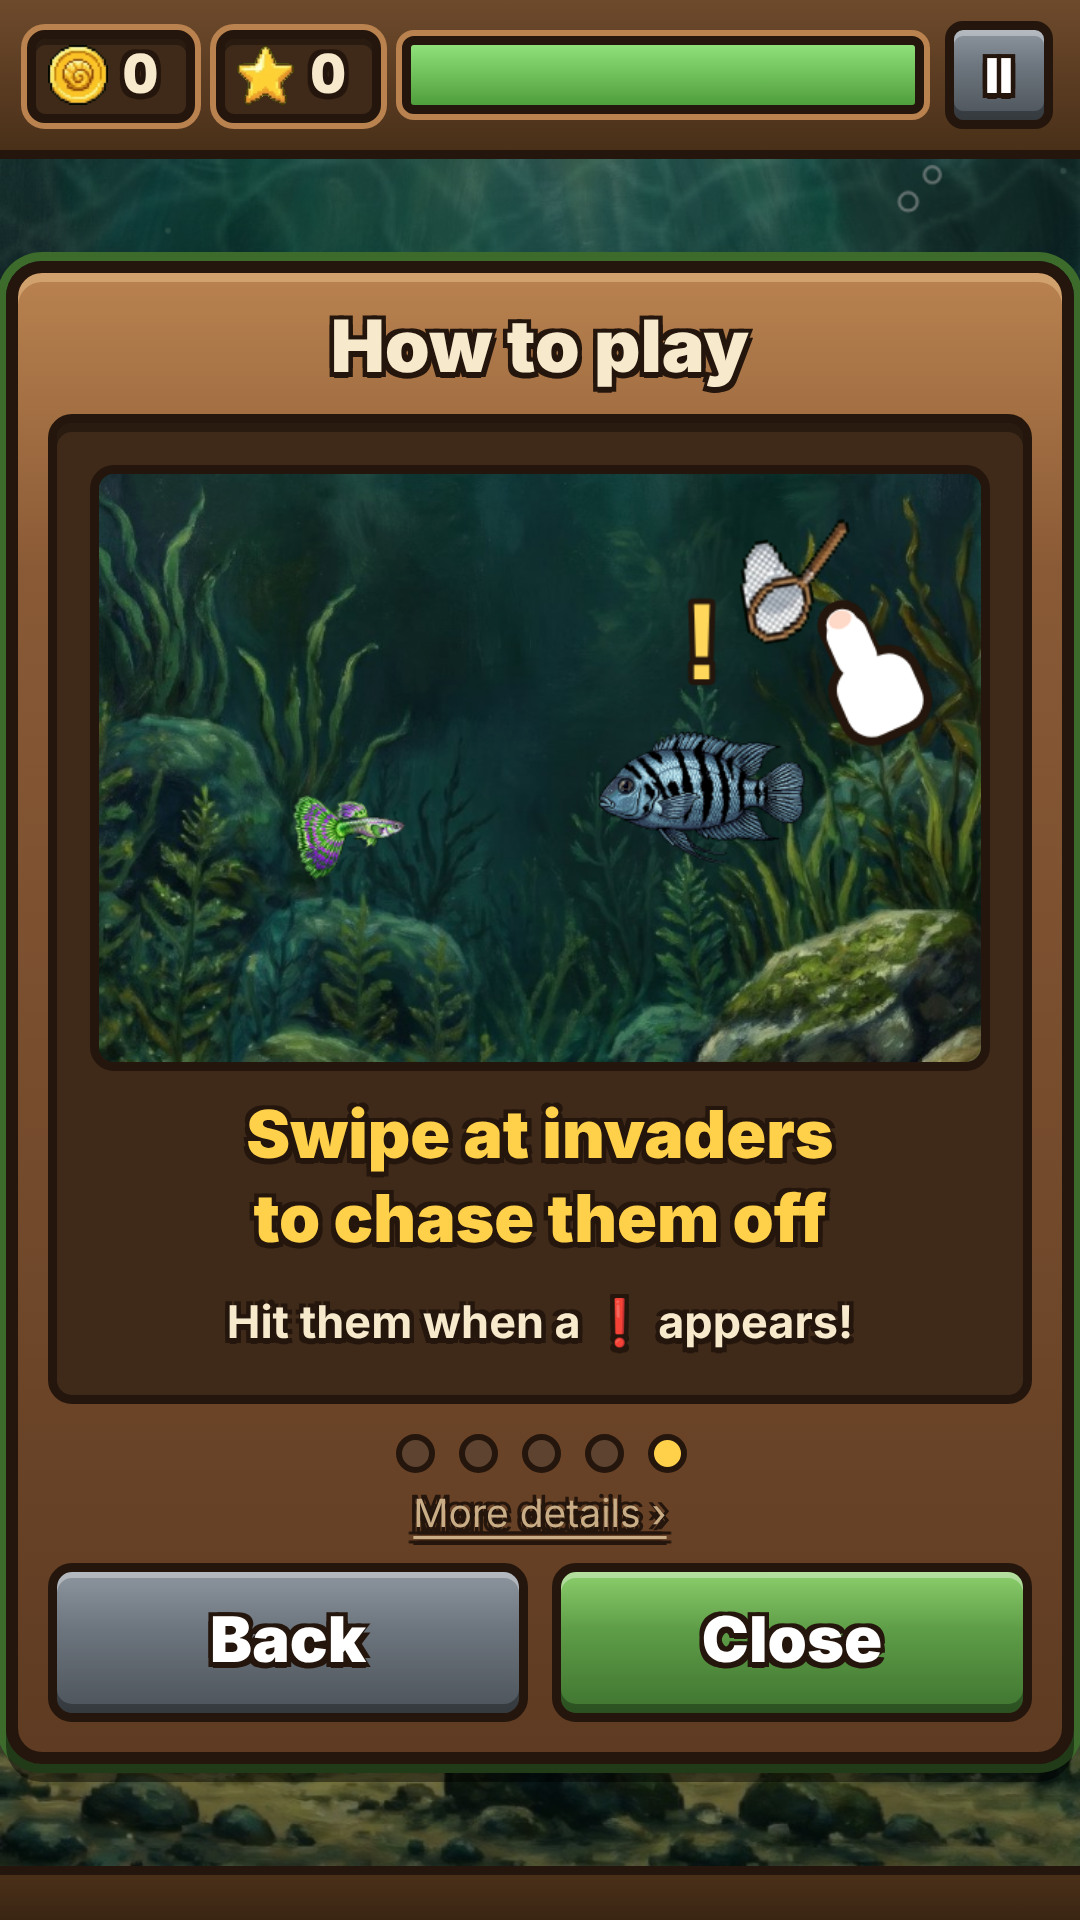 0
0
How to play
!
Swipe at invaders
to chase them off
Hit them when a ❗ appears!
More details ›
Back
Close